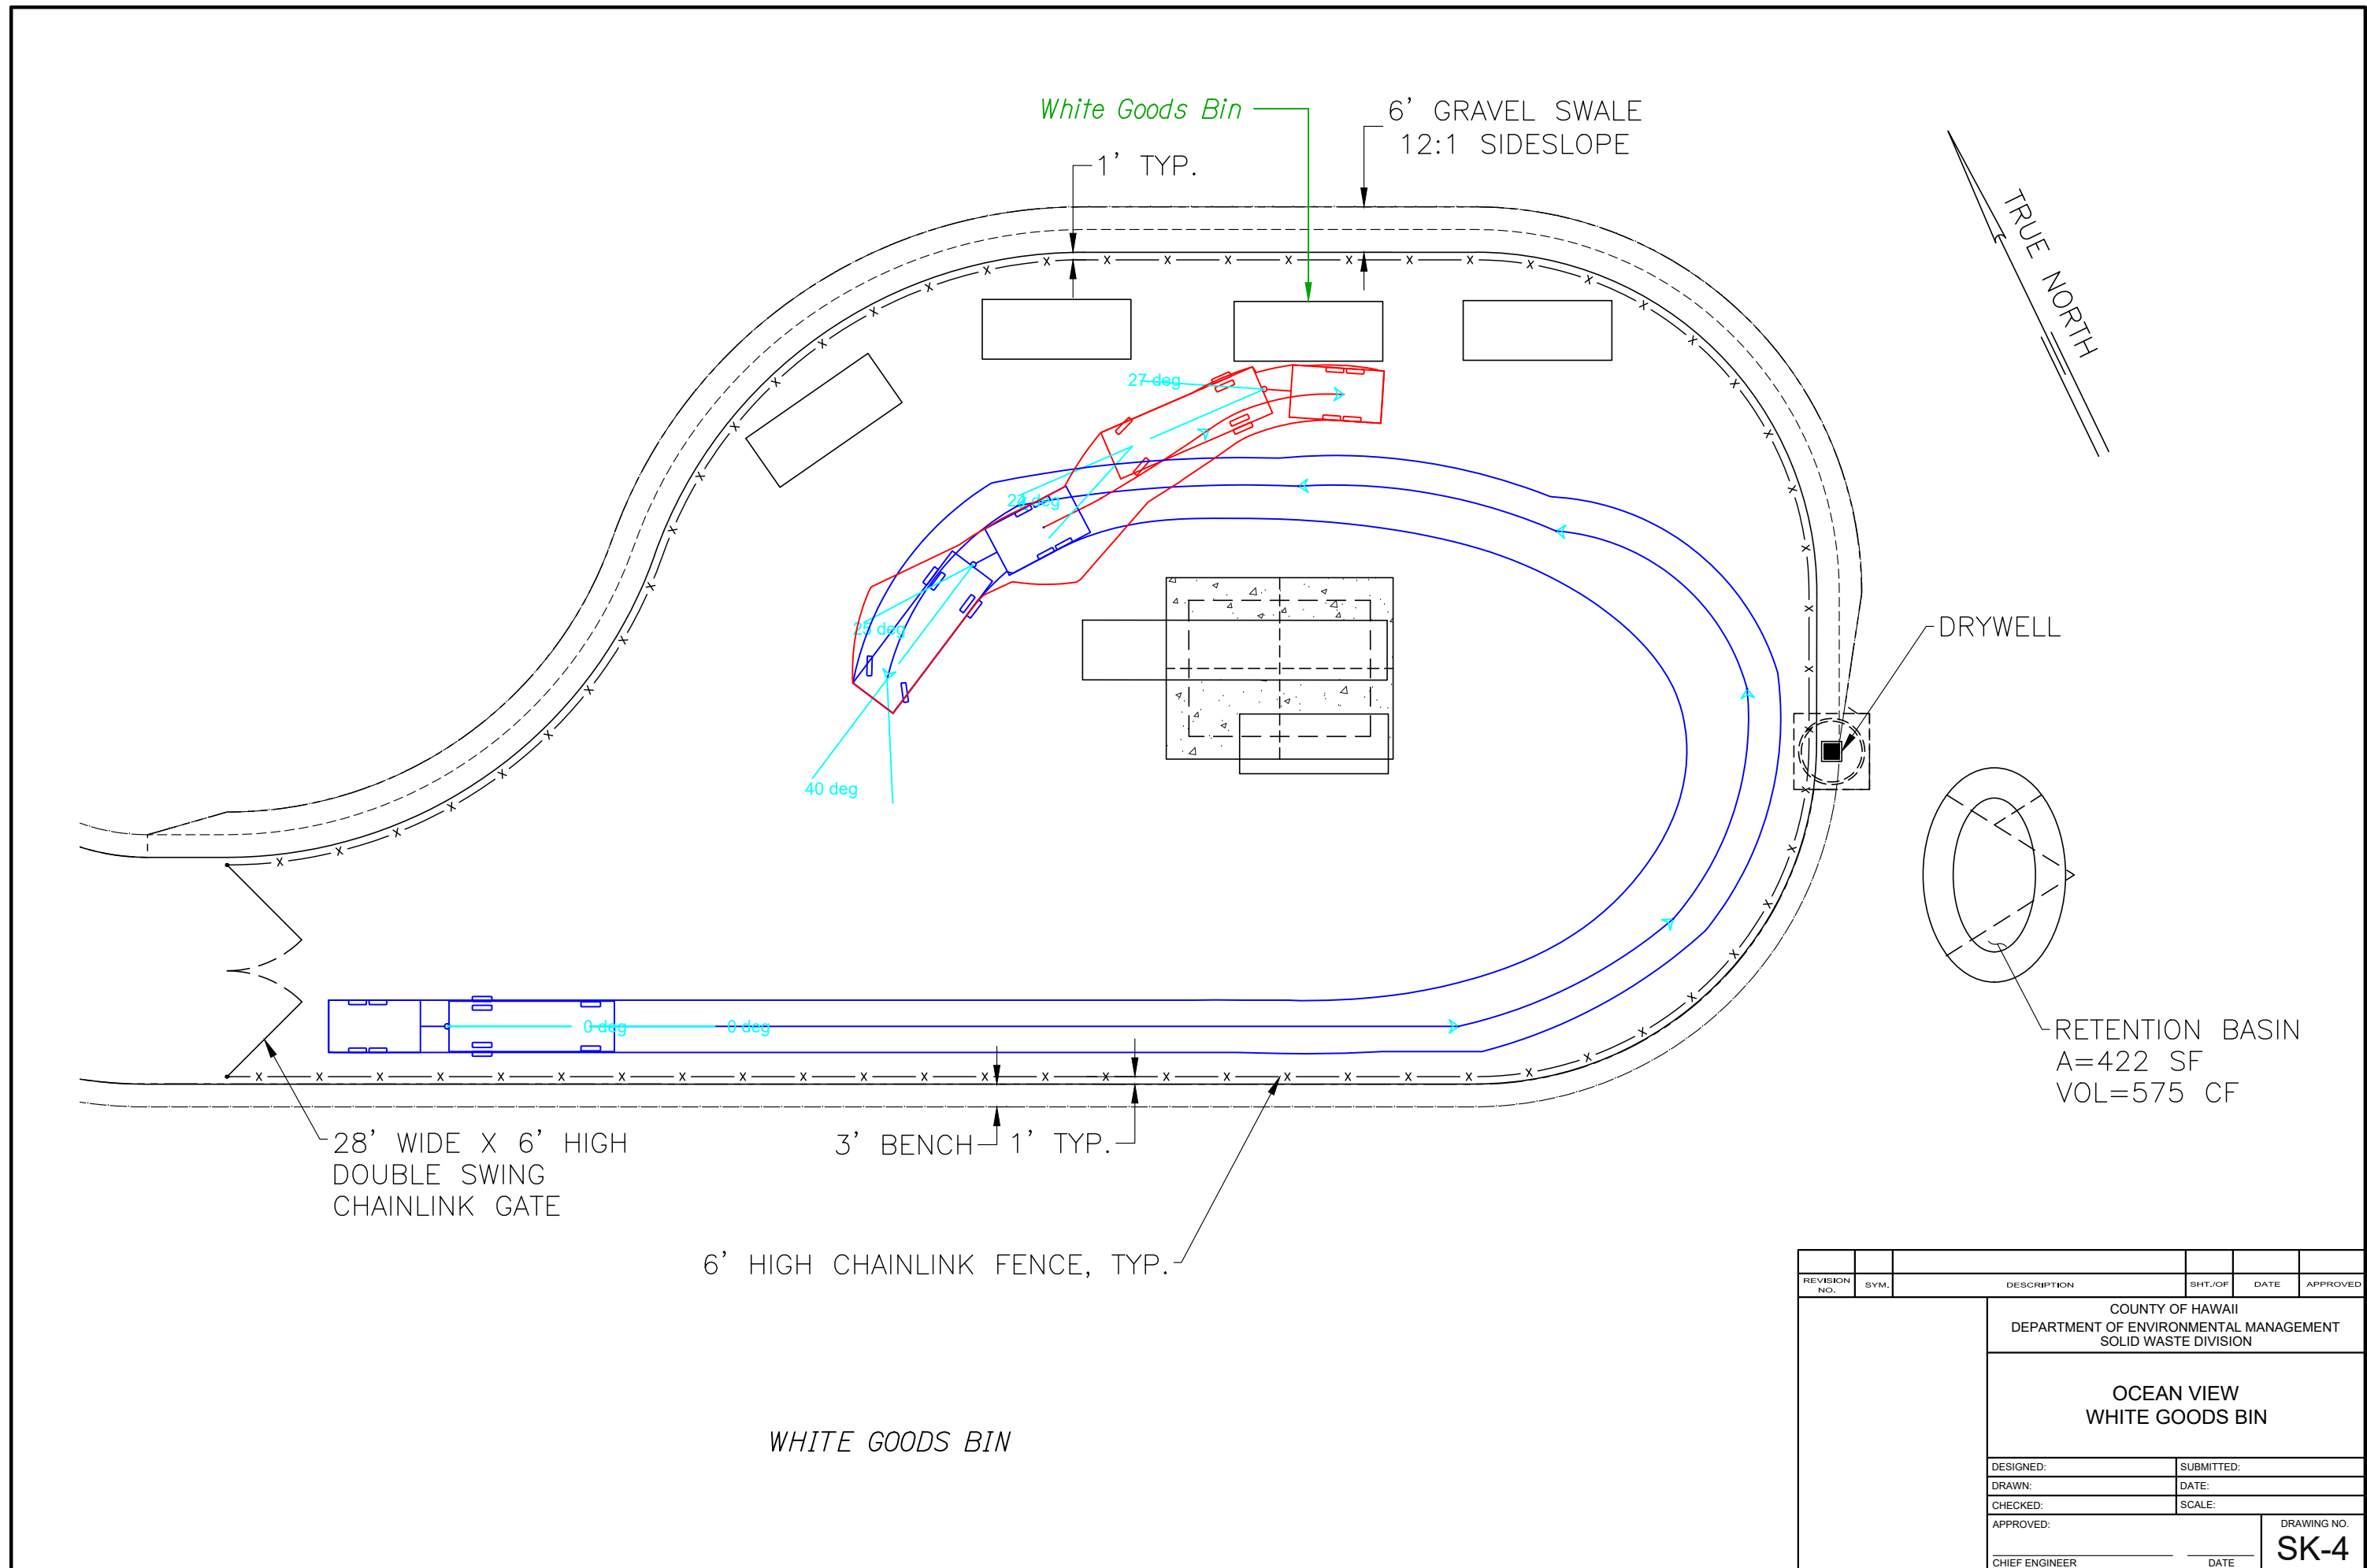 White Goods Bin
6' GRAVEL SWALE
12:1 SIDESLOPE
1' TYP.
TRUE NORTH
27 deg
25 deg
40 deg
DRYWELL
0 deg
0 deg
RETENTION BASIN
A=422 SF
VOL=575 CF
28' WIDE X 6' HIGH
DOUBLE SWING
CHAINLINK GATE
3' BENCH
1' TYP.
6' HIGH CHAINLINK FENCE, TYP.
WHITE GOODS BIN
REVISION NO.
SYM.
DESCRIPTION
SHT./OF
DATE
APPROVED
COUNTY OF HAWAII
DEPARTMENT OF ENVIRONMENTAL MANAGEMENT
SOLID WASTE DIVISION
OCEAN VIEW
WHITE GOODS BIN
DESIGNED:
SUBMITTED:
DRAWN:
DATE:
CHECKED:
SCALE:
APPROVED:
CHIEF ENGINEER
DATE
DRAWING NO.
SK-4